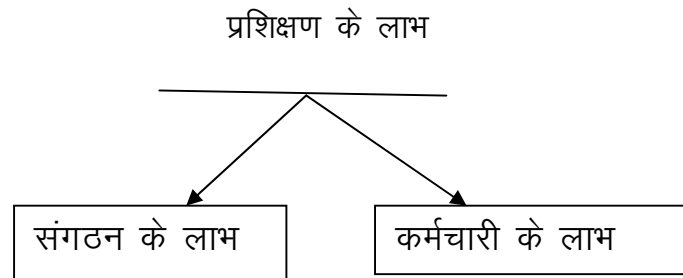 प्रशिक्षण के लाभ
संगठन के लाभ
कर्मचारी के लाभ